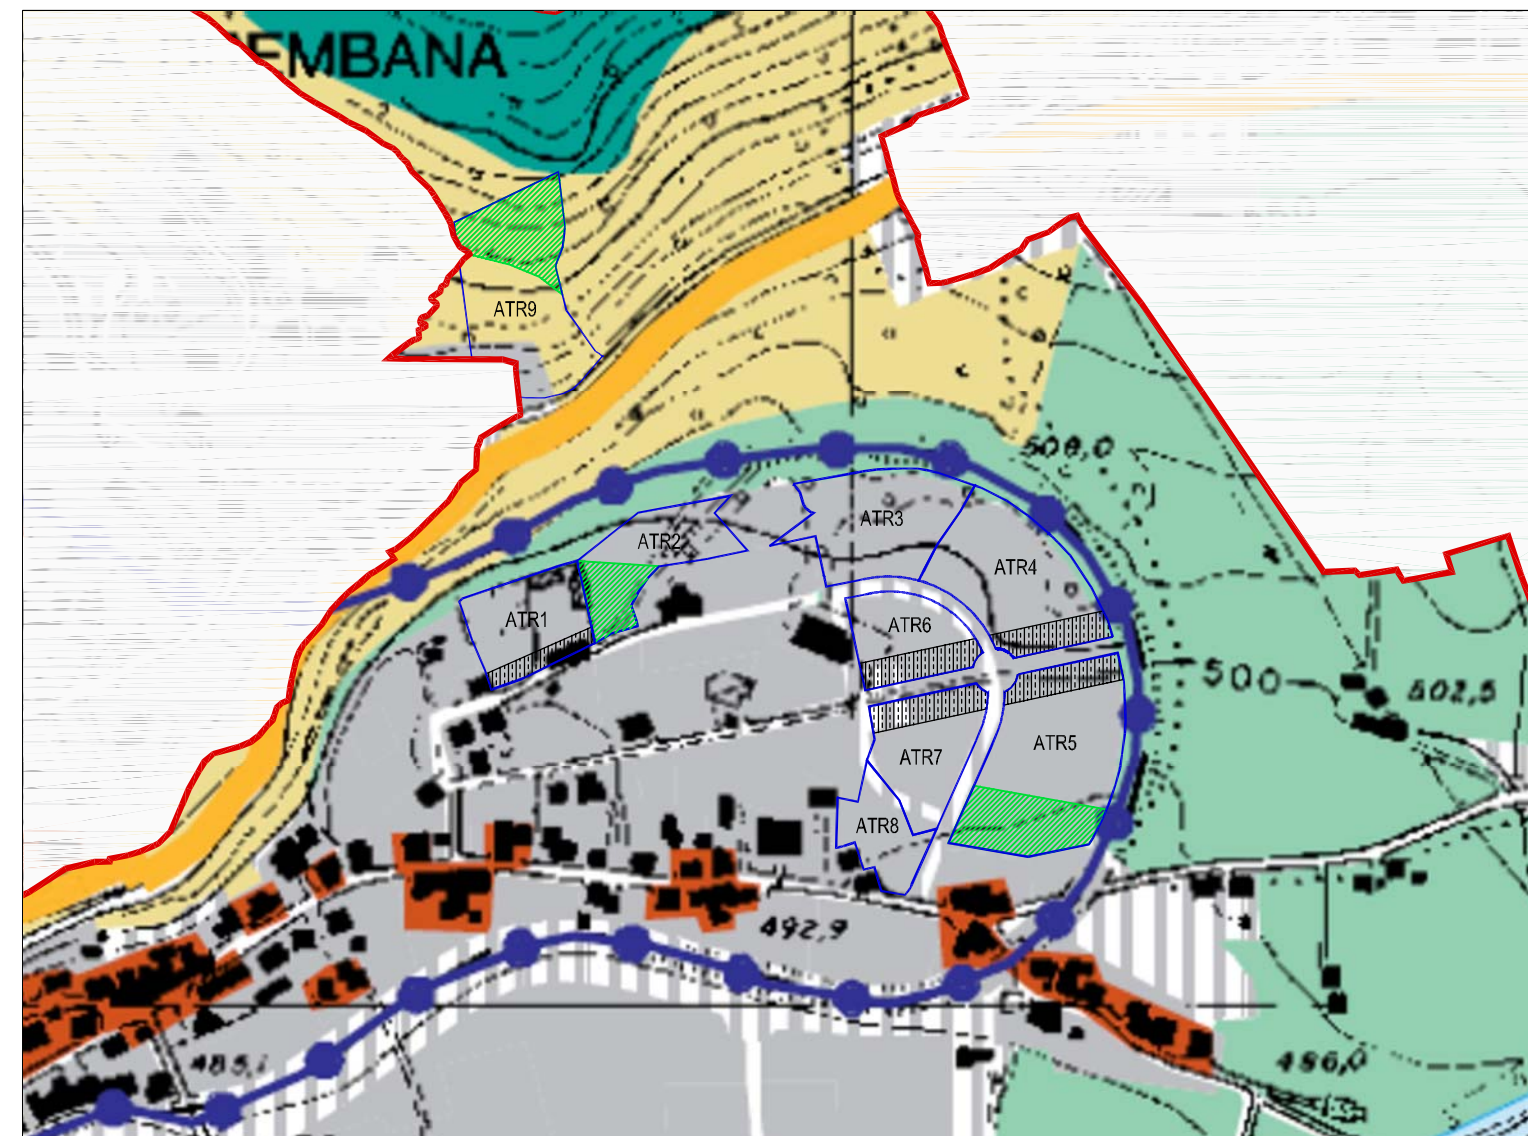 EMBANA
ATR9
508,0
ATR3
ATR2
ATR4
ATR1
ATR6
500
502,5
ATR5
ATR7
ATR8
492,9
485,1
486,0